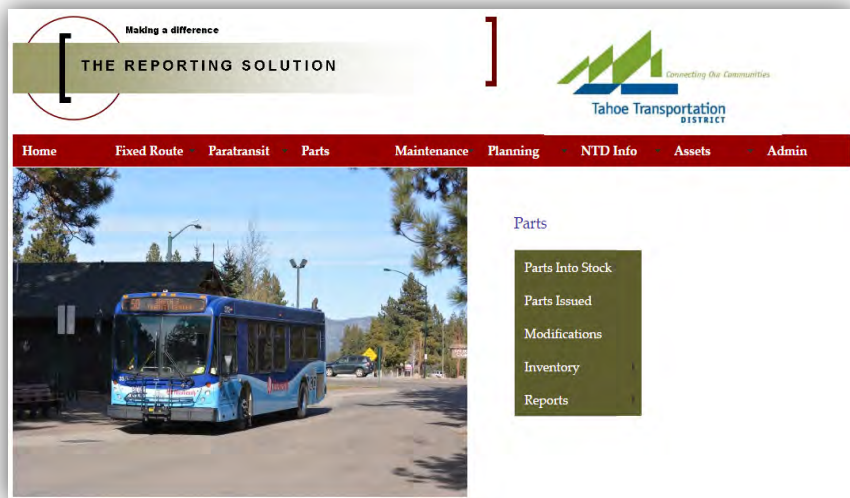 Making a difference
THE REPORTING SOLUTION
Connecting Our Communities
Tahoe Transportation
DISTRICT
Home Fixed Route Paratransit Parts Maintenance Planning NTD Info Assets Admin
Parts
Parts Into Stock
Parts Issued
Modifications
Inventory
Reports